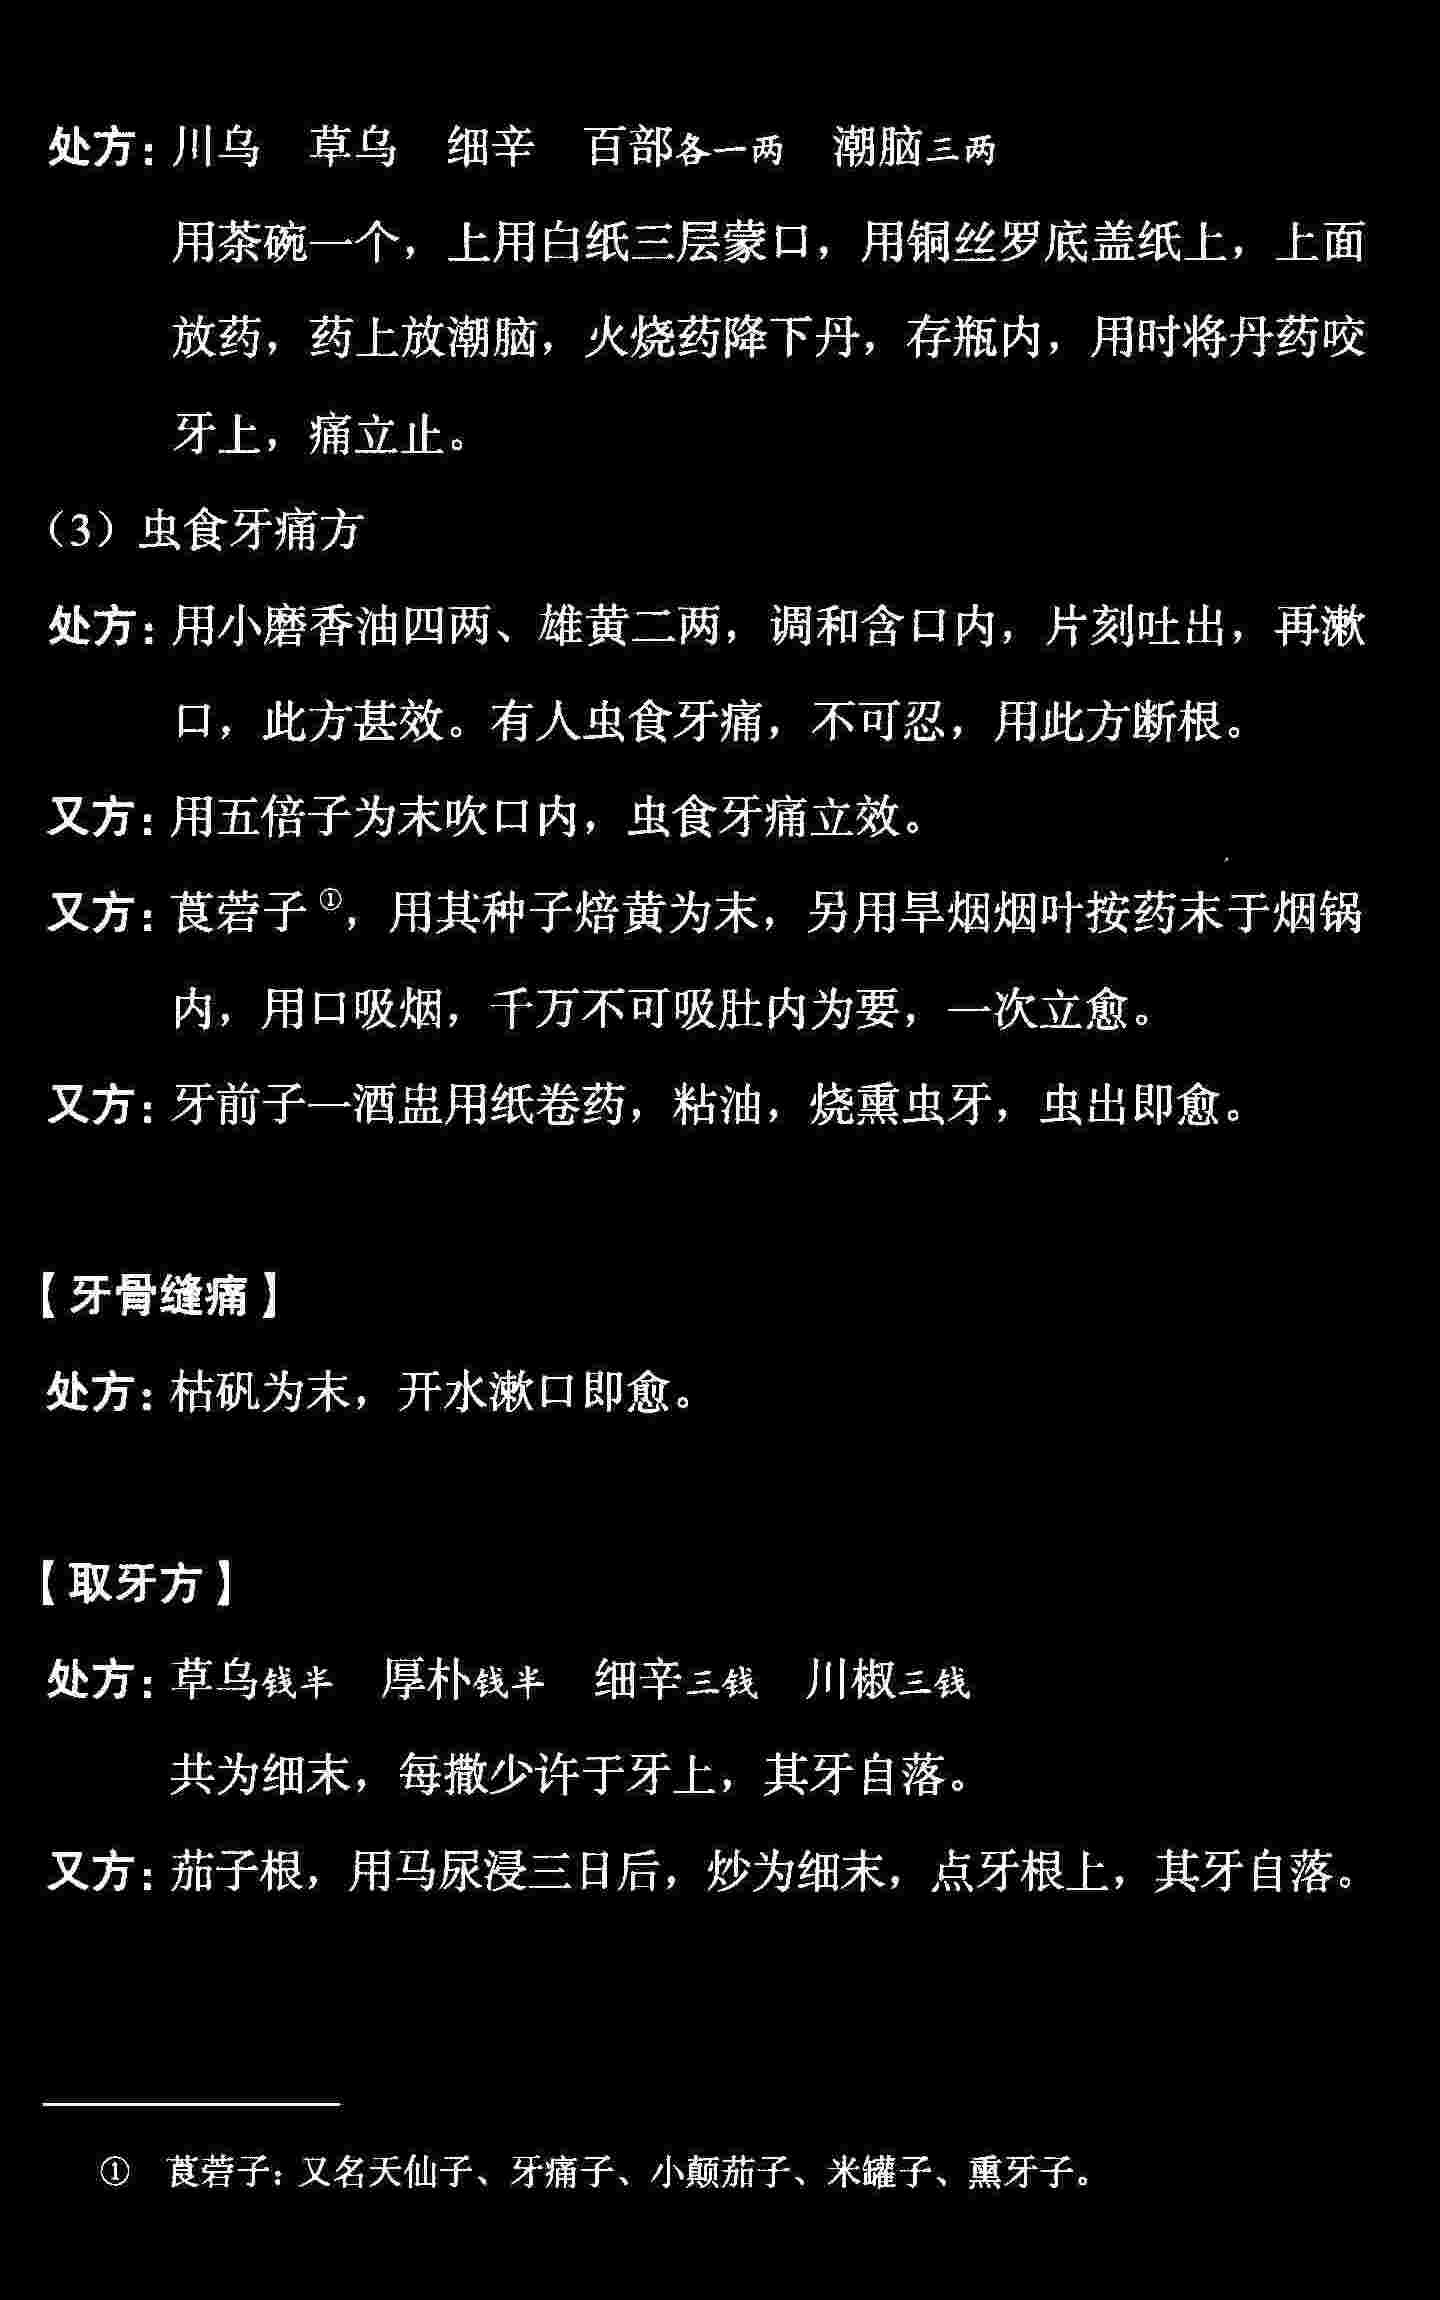 处方：川乌　草乌　细辛　百部各一两　潮脑三两
用茶碗一个，上用白纸三层蒙口，用铜丝罗底盖纸上，上面
放药，药上放潮脑，火烧药降下丹，存瓶内，用时将丹药咬
牙上，痛立止。
（3）虫食牙痛方
处方：用小磨香油四两、雄黄二两，调和含口内，片刻吐出，再漱
口，此方甚效。有人虫食牙痛，不可忍，用此方断根。
又方：用五倍子为末吹口内，虫食牙痛立效。
又方：莨菪子①，用其种子焙黄为末，另用旱烟烟叶按药末于烟锅
内，用口吸烟，千万不可吸肚内为要，一次立愈。
又方：牙前子一酒盅用纸卷药，粘油，烧熏虫牙，虫出即愈。
【牙骨缝痛】
处方：枯矾为末，开水漱口即愈。
【取牙方】
处方：草乌钱半　厚朴钱半　细辛三钱　川椒三钱
共为细末，每撒少许于牙上，其牙自落。
又方：茄子根，用马尿浸三日后，炒为细末，点牙根上，其牙自落。
①　莨菪子：又名天仙子、牙痛子、小颠茄子、米罐子、熏牙子。